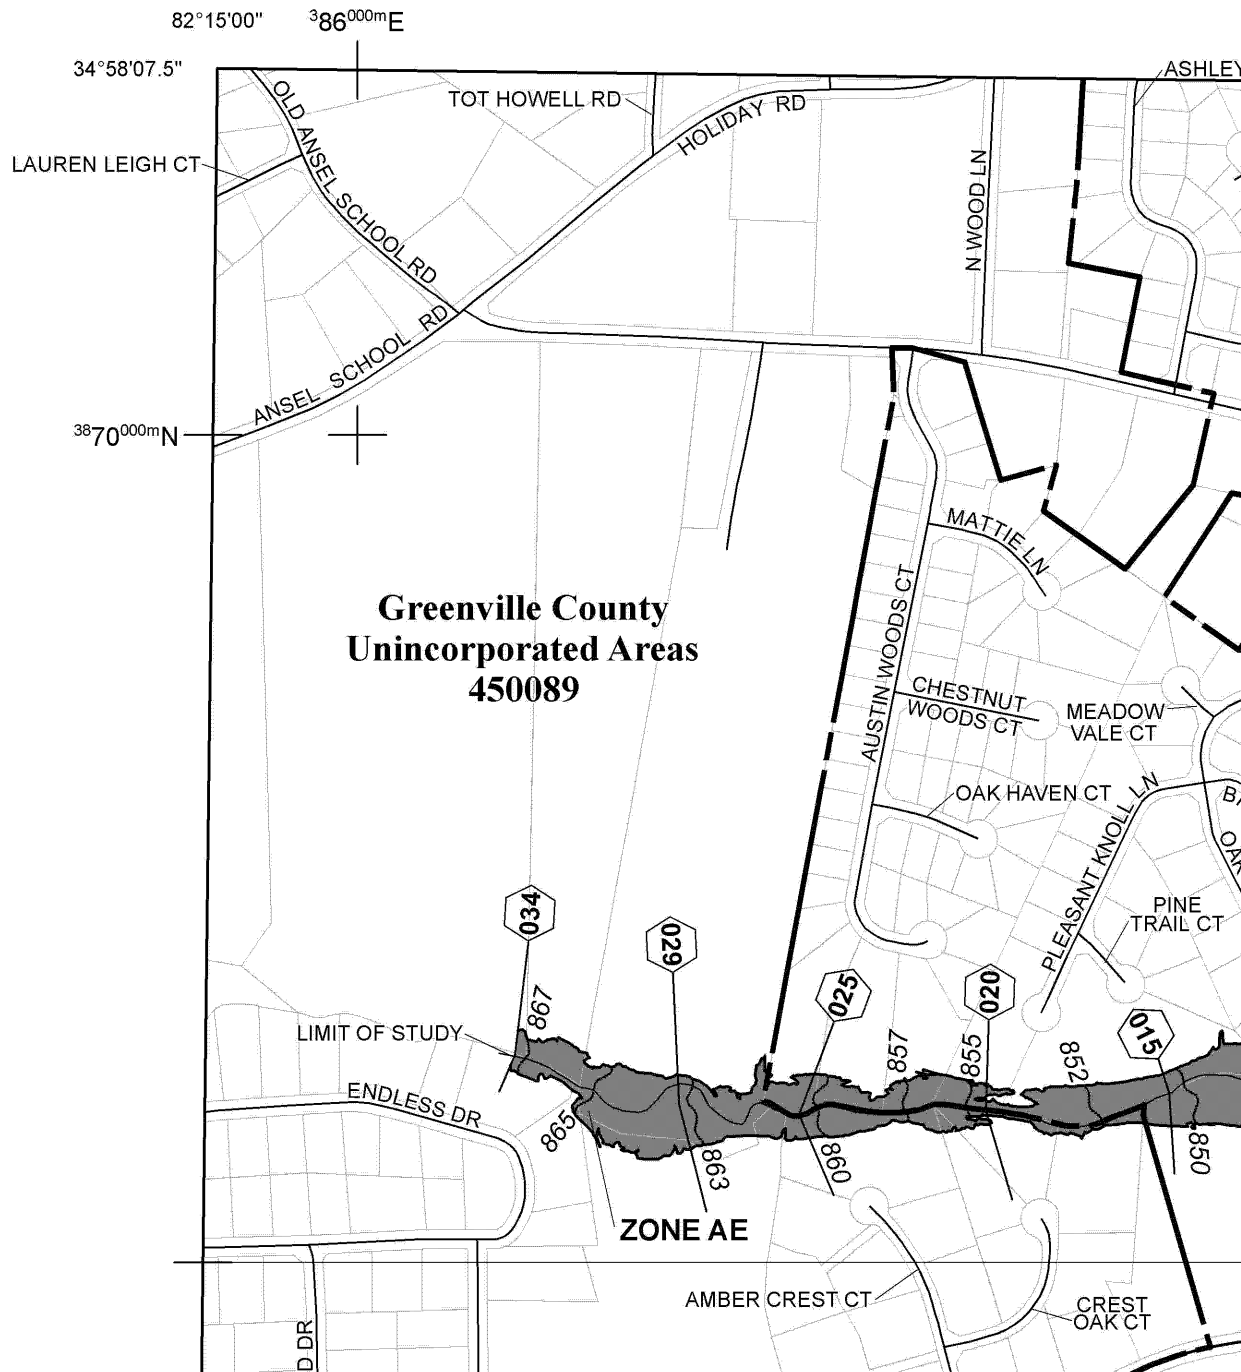 82°15'00"
386000mE
34°58'07.5"
ASHLEY
TOT HOWELL RD
HOLIDAY RD
OLD ANSEL SCHOOL RD
LAUREN LEIGH CT
N WOOD LN
ANSEL SCHOOL RD
3870000mN
MATTIE LN
Greenville County
Unincorporated Areas
450089
AUSTIN WOODS CT
CHESTNUT
WOODS CT
MEADOW
VALE CT
OAK HAVEN CT
PLEASANT KNOLL LN
BA
OAK
PINE
TRAIL CT
034
029
025
020
015
867
LIMIT OF STUDY
857
855
852
ENDLESS DR
865
863
860
850
ZONE AE
AMBER CREST CT
CREST
OAK CT
D DR